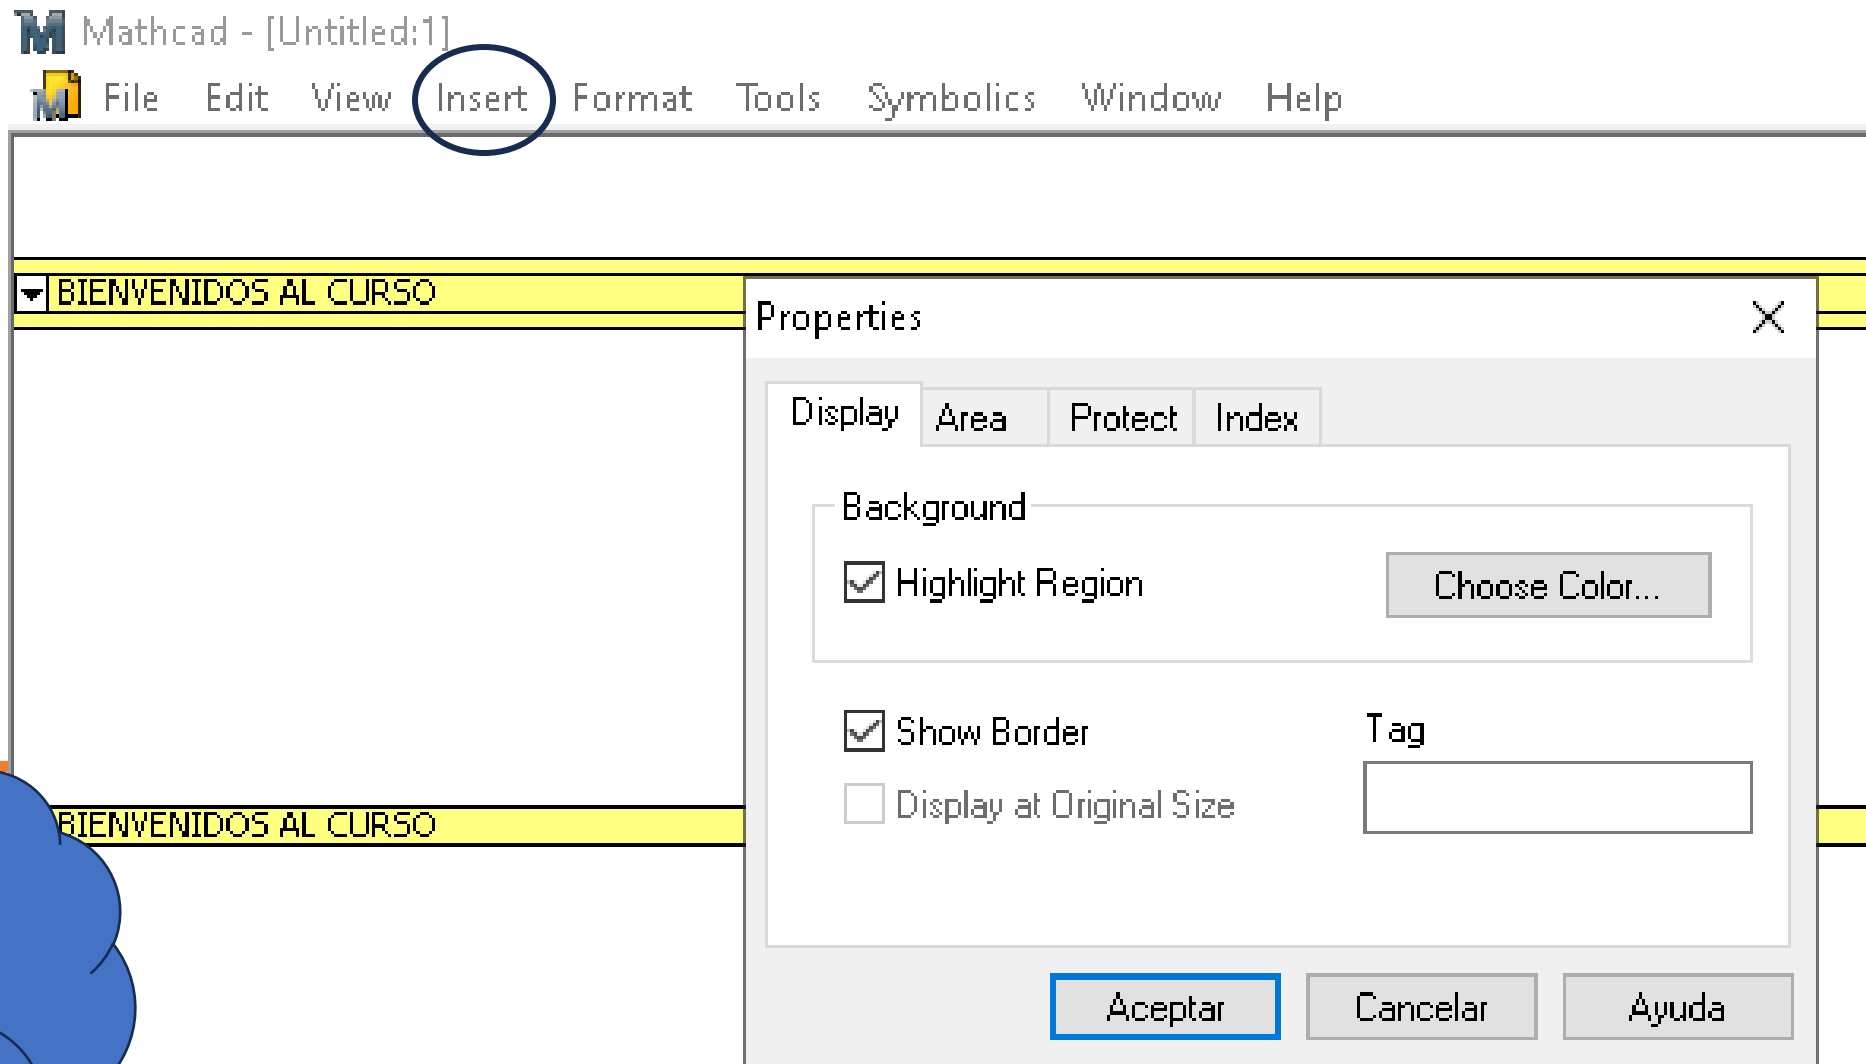 Mathcad - [Untitled:1]
File Edit View Insert Format Tools Symbolics Window Help
BIENVENIDOS AL CURSO
Properties
Display Area Protect Index
Background
Highlight Region Choose Color...
Show Border Tag
Display at Original Size
BIENVENIDOS AL CURSO
Aceptar Cancelar Ayuda